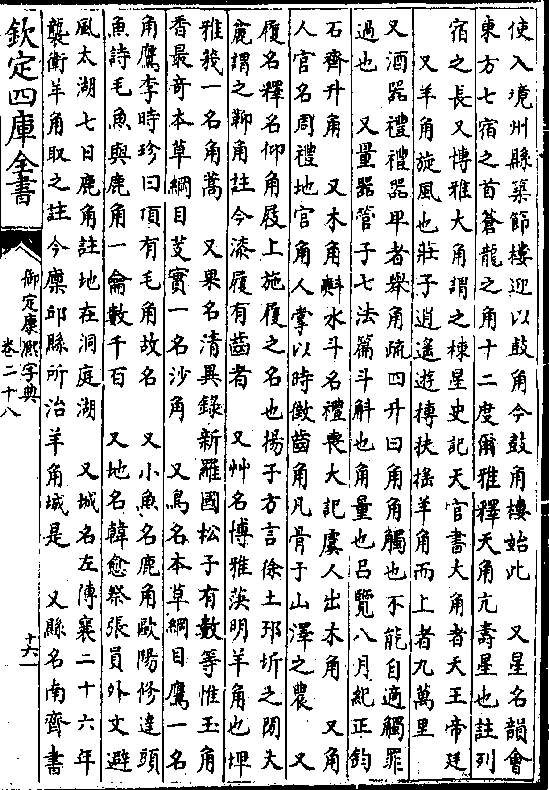 使入境州縣築節樓迎以鼓角今鼓角樓始此　又星名韻會
東方七宿之首蒼龍之角十二度爾雅釋天角亢壽星也註列
宿之長又博雅大角謂之棟星史記天官書大角者天王帝廷
又羊角旋風也莊子逍遙遊摶扶搖羊角而上者九萬里
又酒器禮禮器卑者舉角疏四升曰角角觸也不能自適觸罪
過也　又量器管子七法篇斗斛也角量也呂覽八月紀正鈞
石齊升角　又木角斞水斗名禮喪大記虞人出木角　又角
人官名周禮地官角人掌以時徵齒角凡骨于山澤之農　又
履名釋名仰角屐上施履之名也揚子方言徐土邳圻之閒大
麄謂之鞮角註今漆履有齒者　又艸名博雅䓖明羊角也埤
雅莪一名角蒿　又果名清異錄新羅國松子有數等惟玉角
香最奇本草綱目芰實一名沙角　又鳥名本草綱目鷹一名
角鷹李時珍曰頂有毛角故名　又小魚名鹿角歐陽修達頭
魚詩毛魚與鹿角一龠數千百　又地名韓愈祭張員外文避
風太湖七日鹿角註地在洞庭湖　又城名左傳襄二十六年
襲衛羊角取之註今廩邱縣所治羊角城是　又縣名南齊書
欽定四庫全書
御定康熙字典
卷二十八
十六